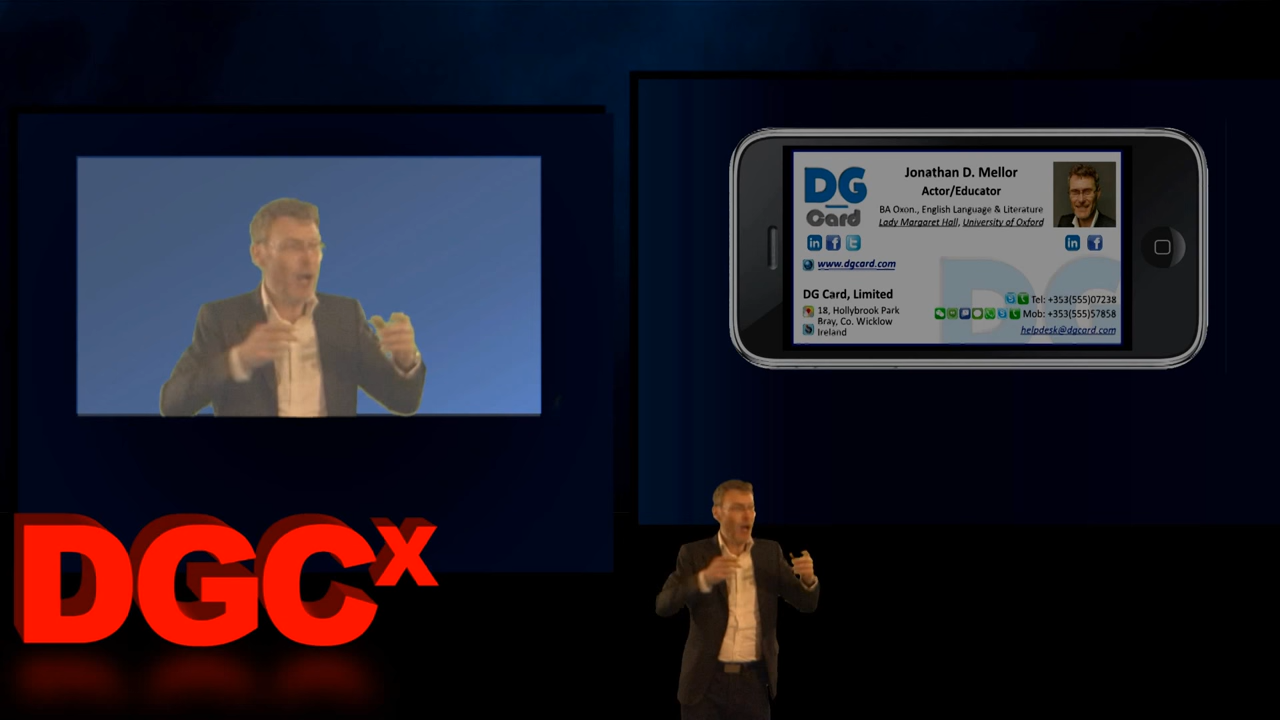 DG
Card
Jonathan D. Mellor
Actor/Educator
BA Oxon., English Language & Literature
Lady Margaret Hall, University of Oxford
www.dgcard.com
DG Card, Limited
18, Hollybrook Park
Bray, Co. Wicklow
Ireland
Tel: +353(555)07238
Mob: +353(555)57858
helpdesk@dgcard.com
DGCx